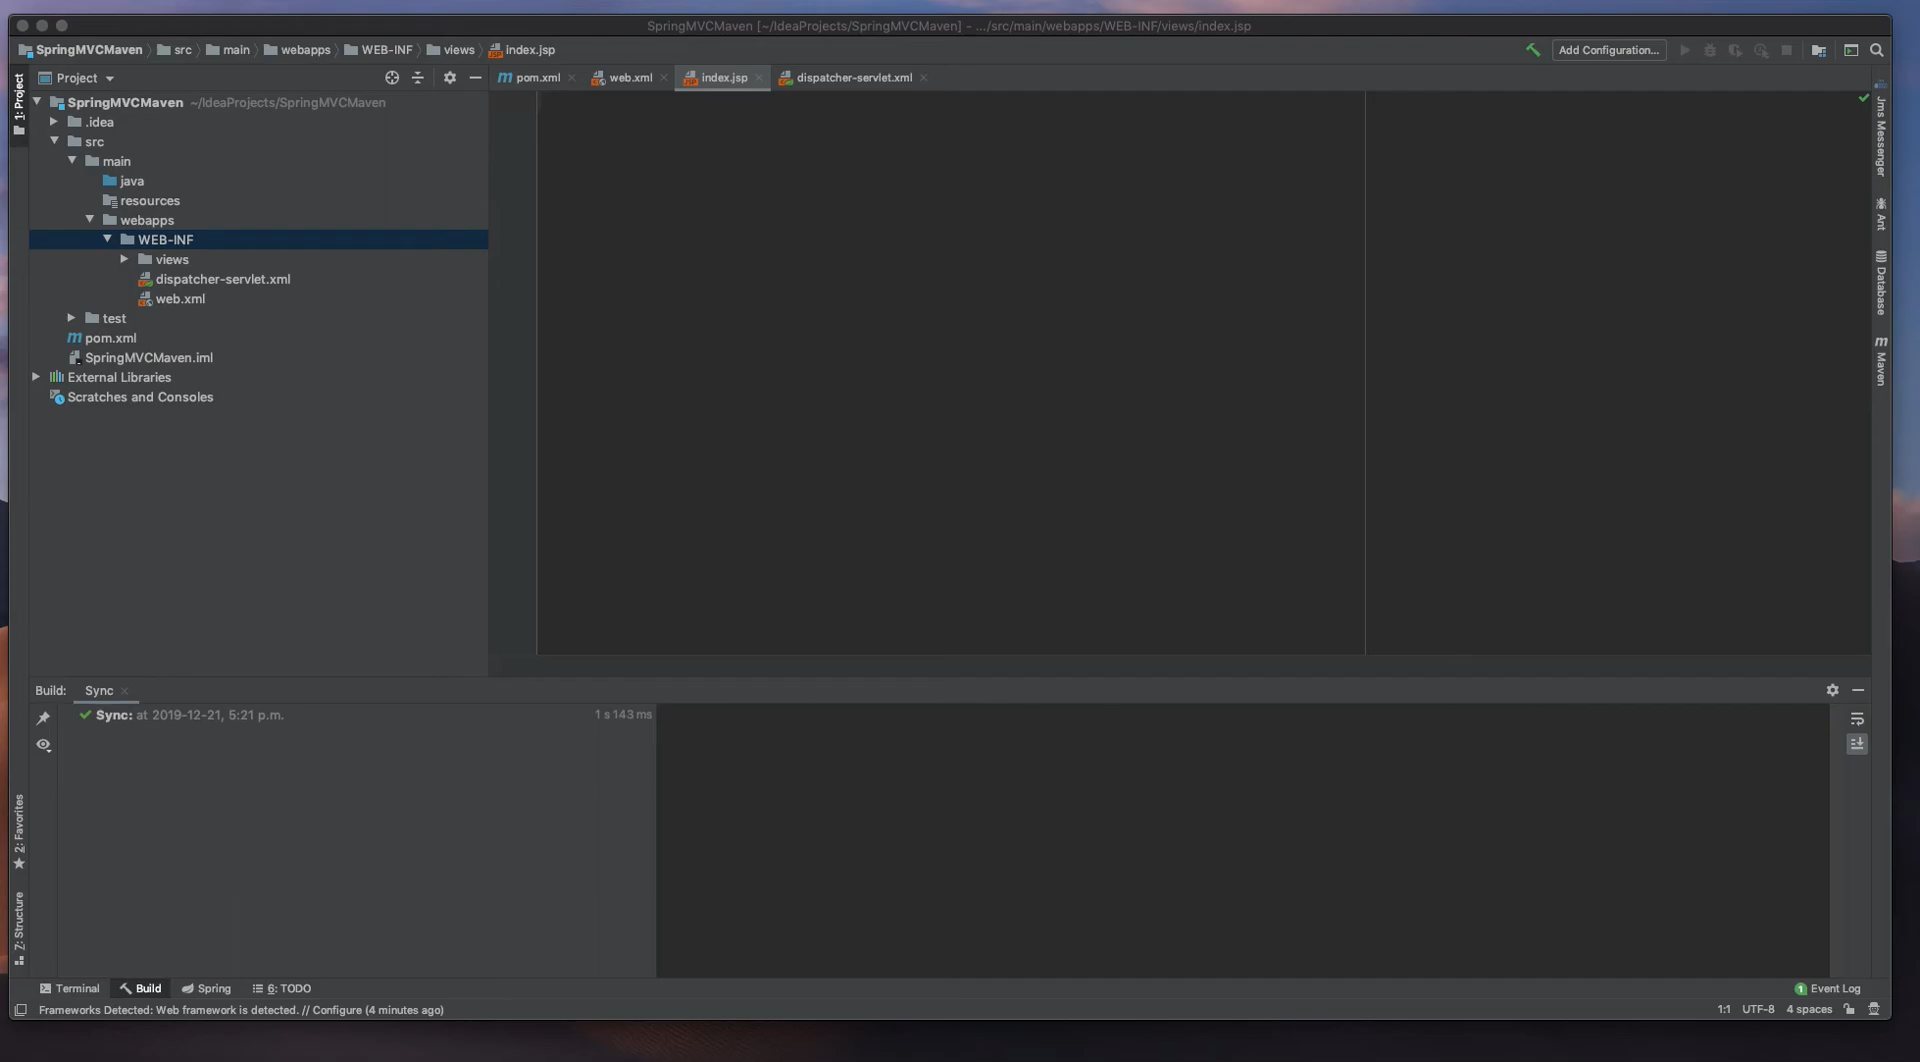 SpringMVCMaven [~/IdeaProjects/SpringMVCMaven] - .../src/main/webapps/WEB-INF/views/index.jsp
SpringMVCMaven src main webapps WEB-INF views index.jsp Add Configuration...
Project pom.xml web.xml index.jsp dispatcher-servlet.xml
SpringMVCMaven ~/IdeaProjects/SpringMVCMaven
.idea
src
main
java
resources
webapps
WEB-INF
views
dispatcher-servlet.xml
web.xml
test
pom.xml
SpringMVCMaven.iml
External Libraries
Scratches and Consoles
1: Project
2: Favorites
Z: Structure
Jms Messenger
Ant
Database
Maven
Build: Sync
Sync: at 2019-12-21, 5:21 p.m. 1 s 143 ms
Terminal Build Spring 6: TODO 1 Event Log
Frameworks Detected: Web framework is detected. // Configure (4 minutes ago) 1:1 UTF-8 4 spaces